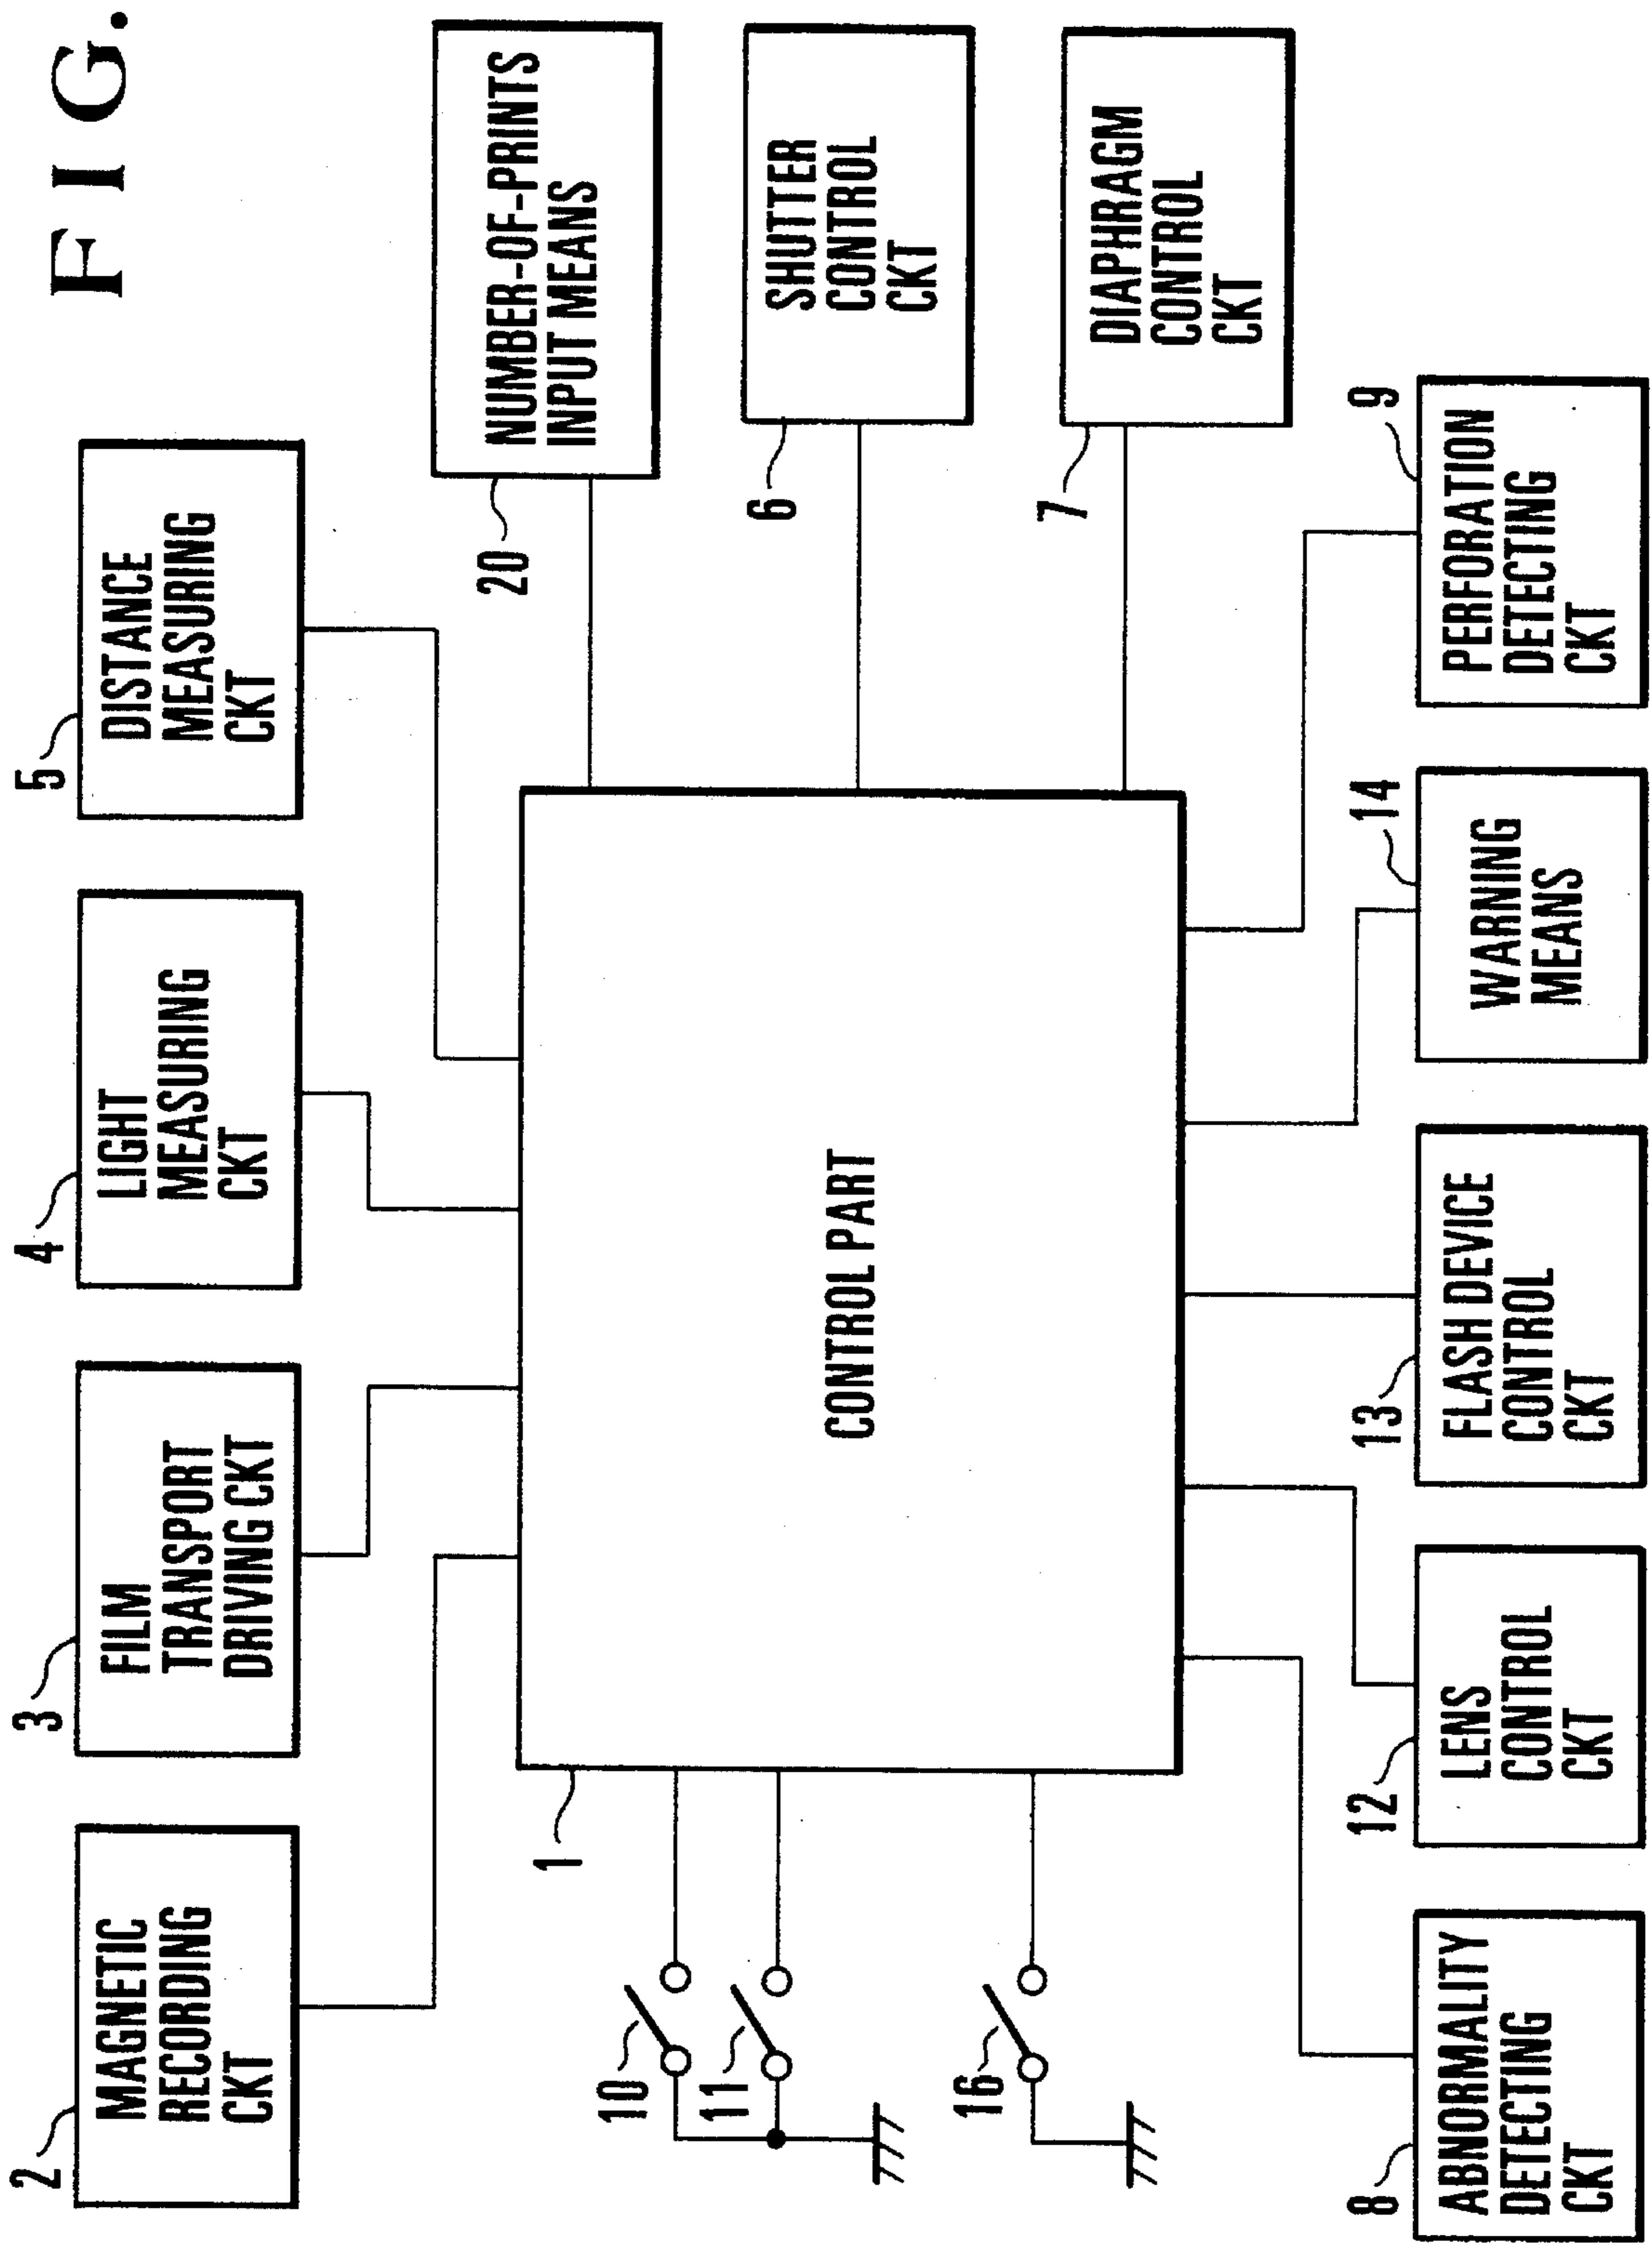 FIG.
2
MAGNETIC
RECORDING
CKT
3
FILM
TRANSPORT
DRIVING CKT
4
LIGHT
MEASURING
CKT
5
DISTANCE
MEASURING
CKT
20
NUMBER-OF-PRINTS
INPUT MEANS
6
SHUTTER
CONTROL
CKT
7
DIAPHRAGM
CONTROL
CKT
1
CONTROL PART
10
11
16
8
ABNORMALITY
DETECTING
CKT
12
LENS
CONTROL
CKT
13
FLASH DEVICE
CONTROL
CKT
14
WARNING
MEANS
9
PERFORATION
DETECTING
CKT